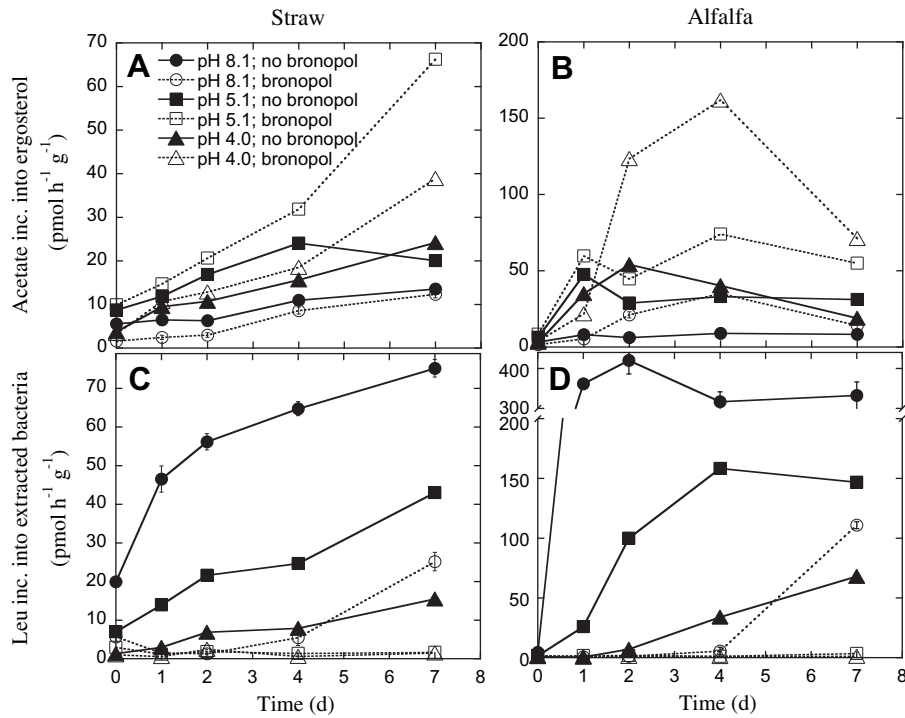 Straw
Alfalfa
Acetate inc. into ergosterol
(pmol h⁻¹ g⁻¹)
70
60
50
40
30
20
10
0
A
pH 8.1; no bronopol
pH 8.1; bronopol
pH 5.1; no bronopol
pH 5.1; bronopol
pH 4.0; no bronopol
pH 4.0; bronopol
200
150
100
50
0
B
Leu inc. into extracted bacteria
(pmol h⁻¹ g⁻¹)
70
60
50
40
30
20
10
0
C
400
300
200
150
100
50
0
D
0 1 2 3 4 5 6 7 8
Time (d)
0 1 2 3 4 5 6 7 8
Time (d)